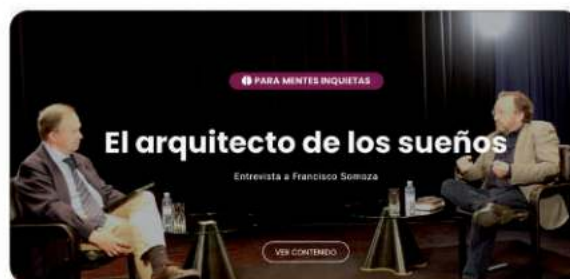 PARA MENTES INQUIETAS
El arquitecto de los sueños
Entrevista a Francisco Somoza
VER CONTENIDO